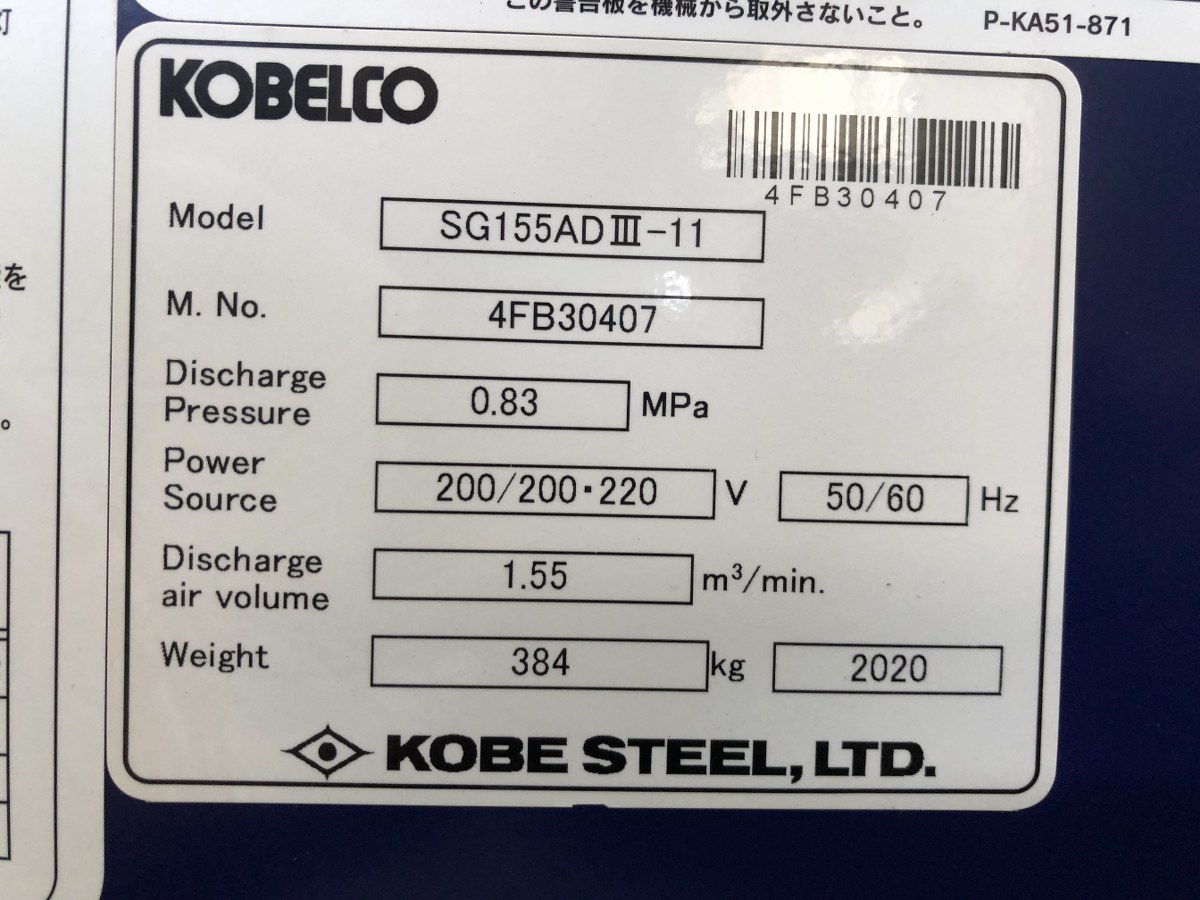 この警告板を機械から取外さないこと。 P-KA51-871
KOBELCO
4FB30407
Model SG155ADⅢ-11
M. No. 4FB30407
Discharge
Pressure 0.83 MPa
Power
Source 200/200・220 V 50/60 Hz
Discharge
air volume 1.55 m³/min.
Weight 384 kg 2020
KOBE STEEL, LTD.
を
。